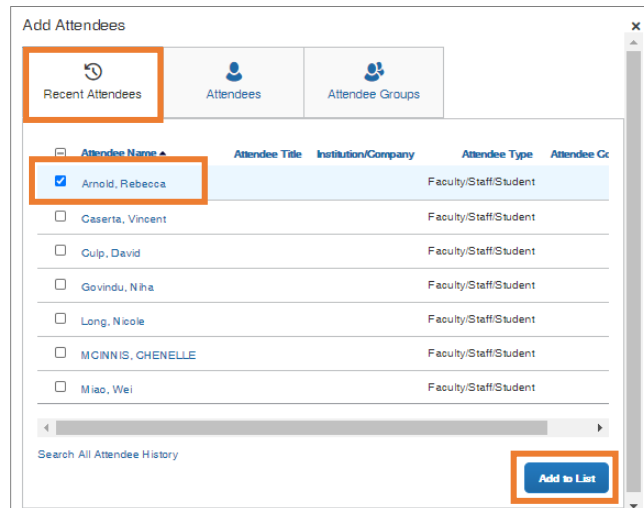 Add Attendees
×
Recent Attendees
Attendees
Attendee Groups
Attendee Name Attendee Title Institution/Company Attendee Type Attendee Co
Arnold, Rebecca Faculty/Staff/Student
Caserta, Vincent Faculty/Staff/Student
Culp, David Faculty/Staff/Student
Govindu, Niha Faculty/Staff/Student
Long, Nicole Faculty/Staff/Student
MCINNIS, CHENELLE Faculty/Staff/Student
Miao, Wei Faculty/Staff/Student
Search All Attendee History
Add to List